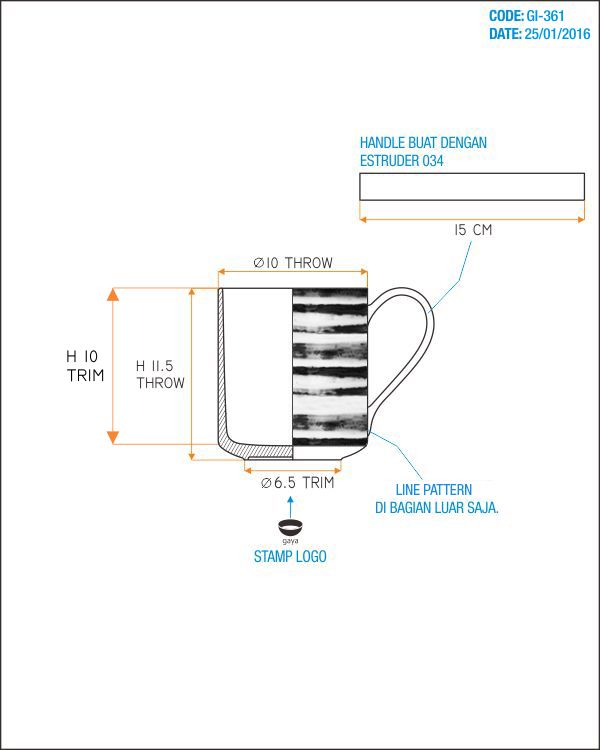 CODE: GI-361
DATE: 25/01/2016
HANDLE BUAT DENGAN
ESTRUDER 034
15 CM
Ø10 THROW
H 10
TRIM
H 11.5
THROW
Ø6.5 TRIM
LINE PATTERN
DI BAGIAN LUAR SAJA.
gaya
STAMP LOGO